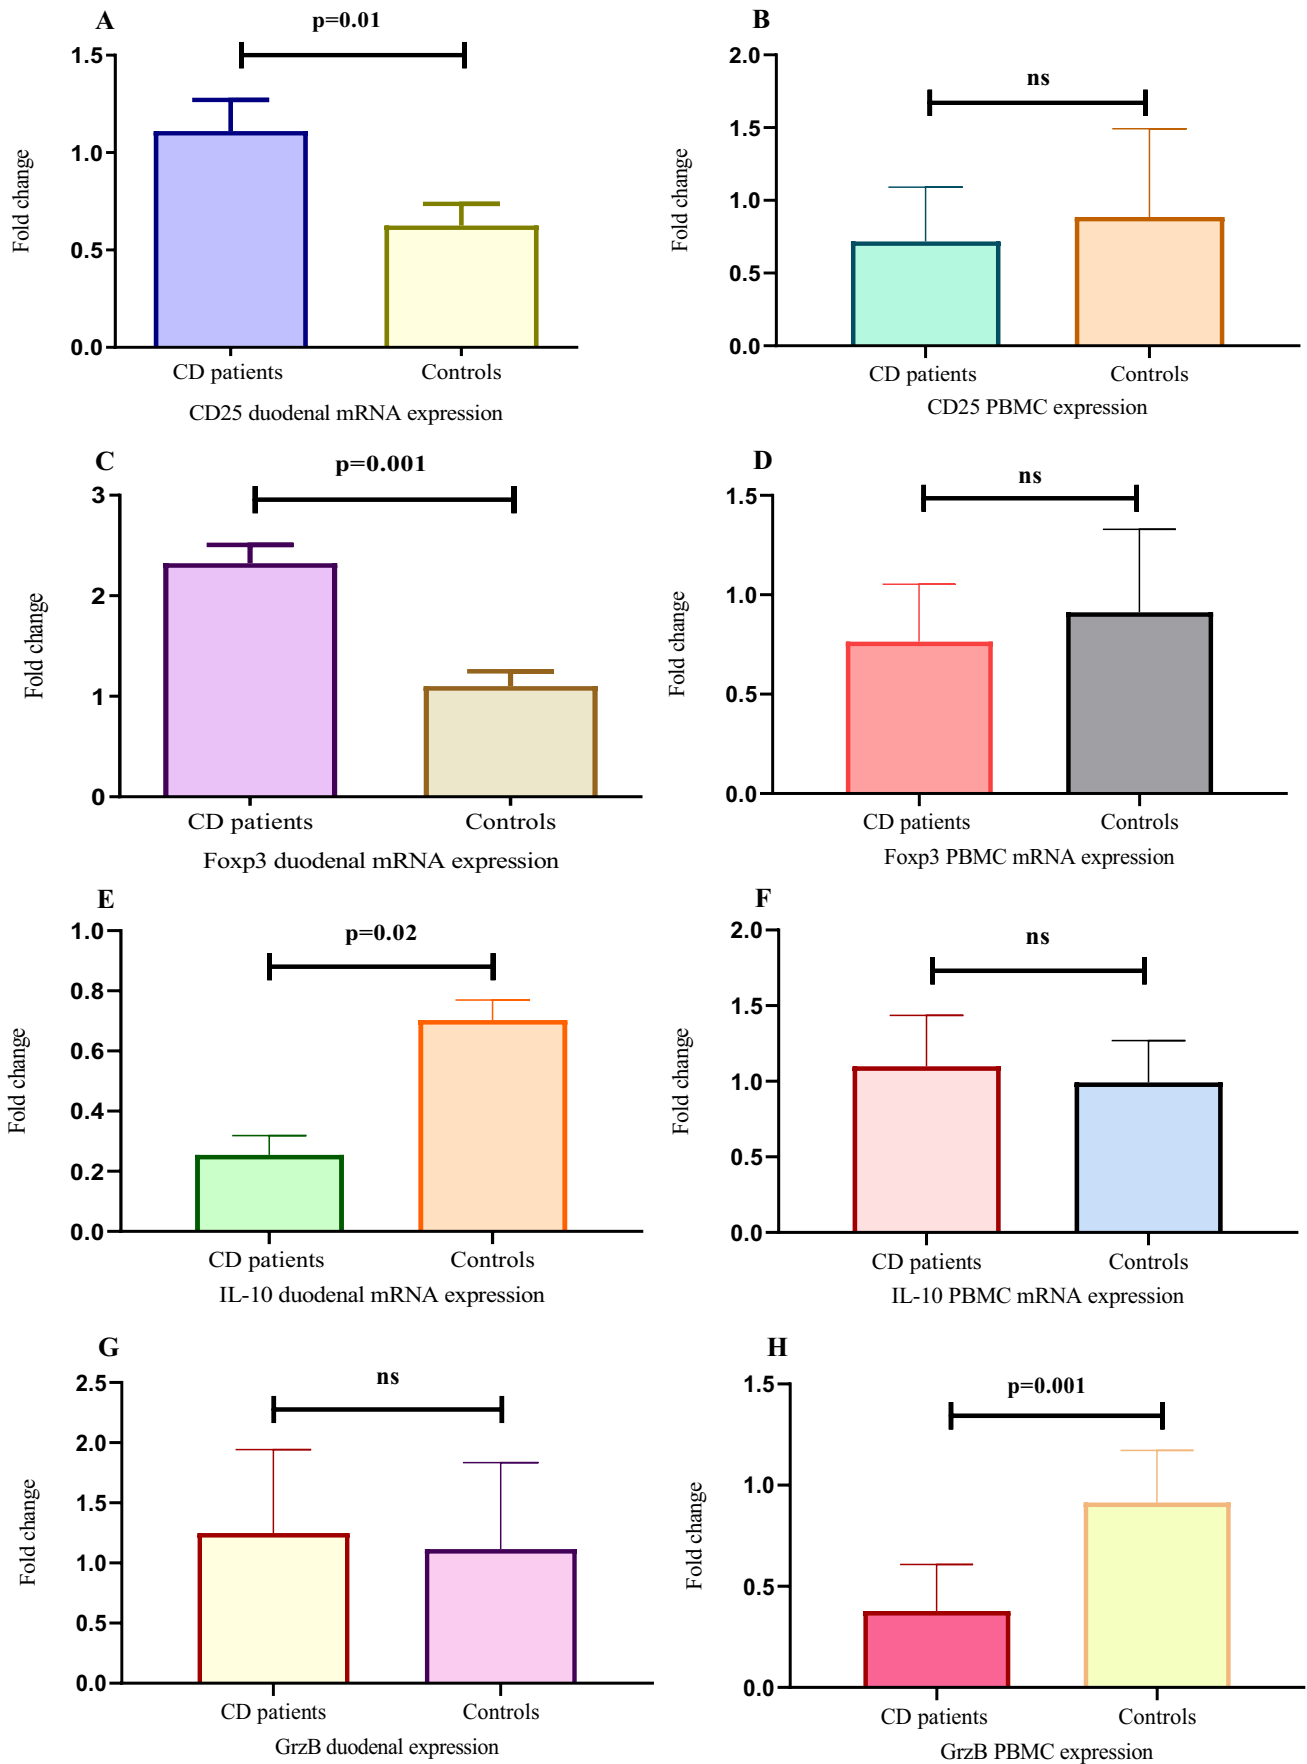 A
p=0.01
1.5
1.0
0.5
0.0
Fold change
CD patients
Controls
CD25 duodenal mRNA expression
B
ns
2.0
1.5
1.0
0.5
0.0
Fold change
CD patients
Controls
CD25 PBMC expression
C
p=0.001
3
2
1
0
Fold change
CD patients
Controls
Foxp3 duodenal mRNA expression
D
ns
1.5
1.0
0.5
0.0
Fold change
CD patients
Controls
Foxp3 PBMC mRNA expression
E
p=0.02
1.0
0.8
0.6
0.4
0.2
0.0
Fold change
CD patients
Controls
IL-10 duodenal mRNA expression
F
ns
2.0
1.5
1.0
0.5
0.0
Fold change
CD patients
Controls
IL-10 PBMC mRNA expression
G
ns
2.5
2.0
1.5
1.0
0.5
0.0
Fold change
CD patients
Controls
GrzB duodenal expression
H
p=0.001
1.5
1.0
0.5
0.0
Fold change
CD patients
Controls
GrzB PBMC expression